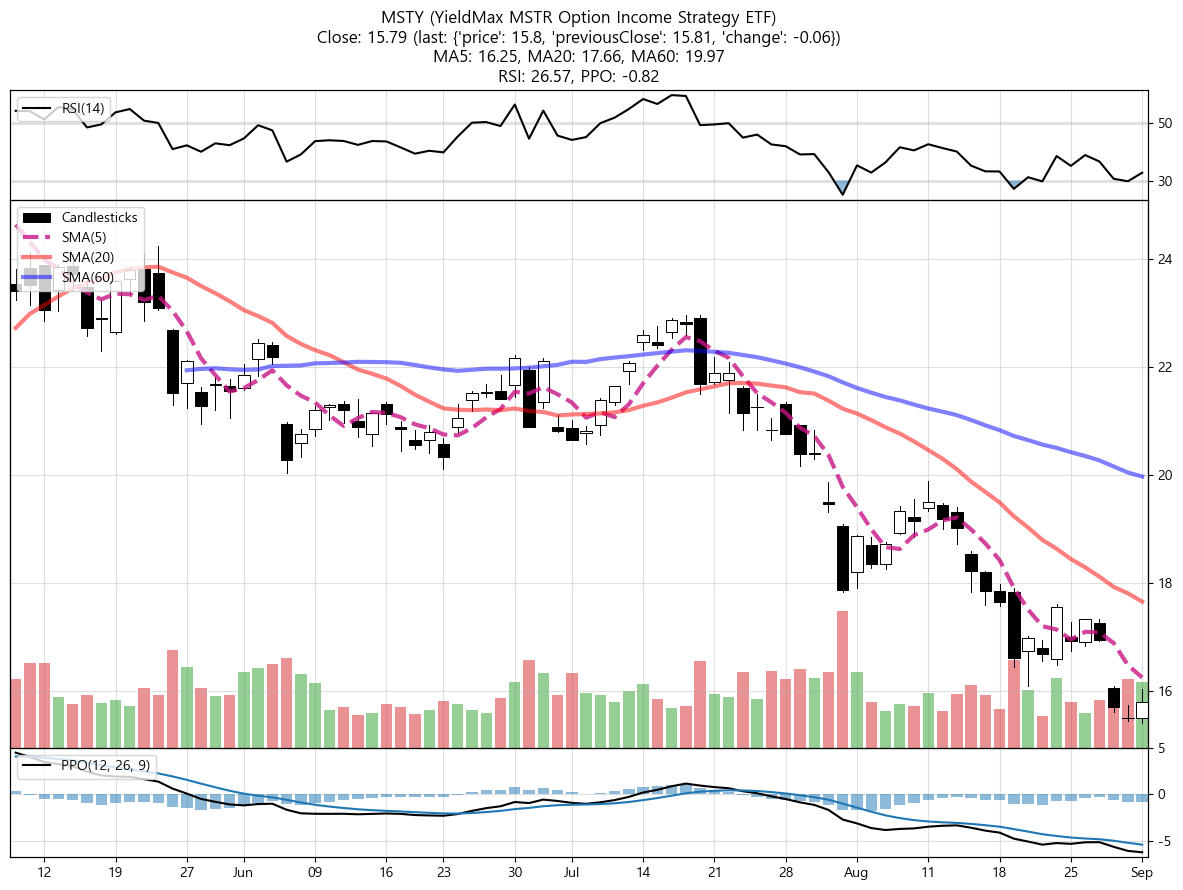 MSTY (YieldMax MSTR Option Income Strategy ETF)
Close: 15.79 (last: {'price': 15.8, 'previousClose': 15.81, 'change': -0.06})
MA5: 16.25, MA20: 17.66, MA60: 19.97
RSI: 26.57, PPO: -0.82
RSI(14)
50
30
Candlesticks
SMA(5)
SMA(20)
SMA(60)
24
22
20
18
16
PPO(12, 26, 9)
5
0
-5
12 19 27 Jun 09 16 23 30 Jul 14 21 28 Aug 11 18 25 Sep